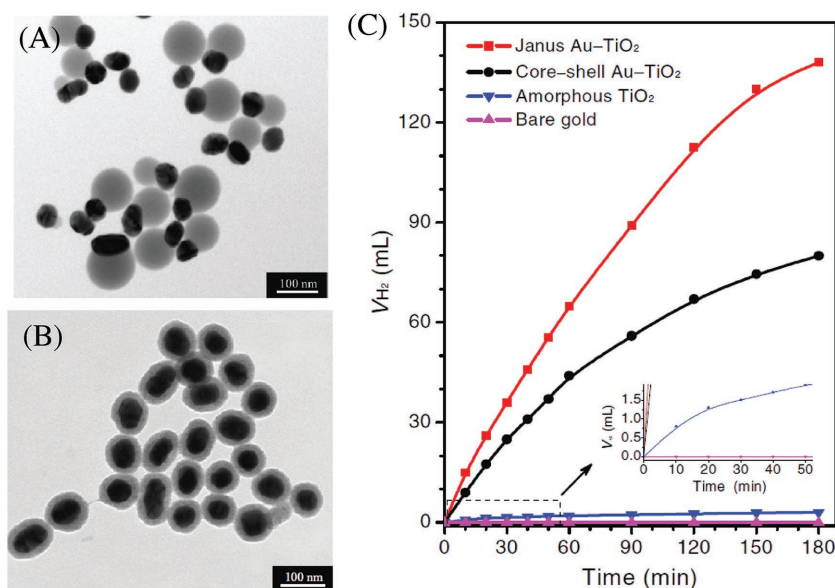 (A)
100 nm
(B)
100 nm
(C)
150
120
90
60
30
0
V_H₂ (mL)
Janus Au–TiO₂
Core–shell Au–TiO₂
Amorphous TiO₂
Bare gold
1.5
1.0
0.5
0.0
(mL)
0 10 20 30 40 50
Time (min)
0 30 60 90 120 150 180
Time (min)